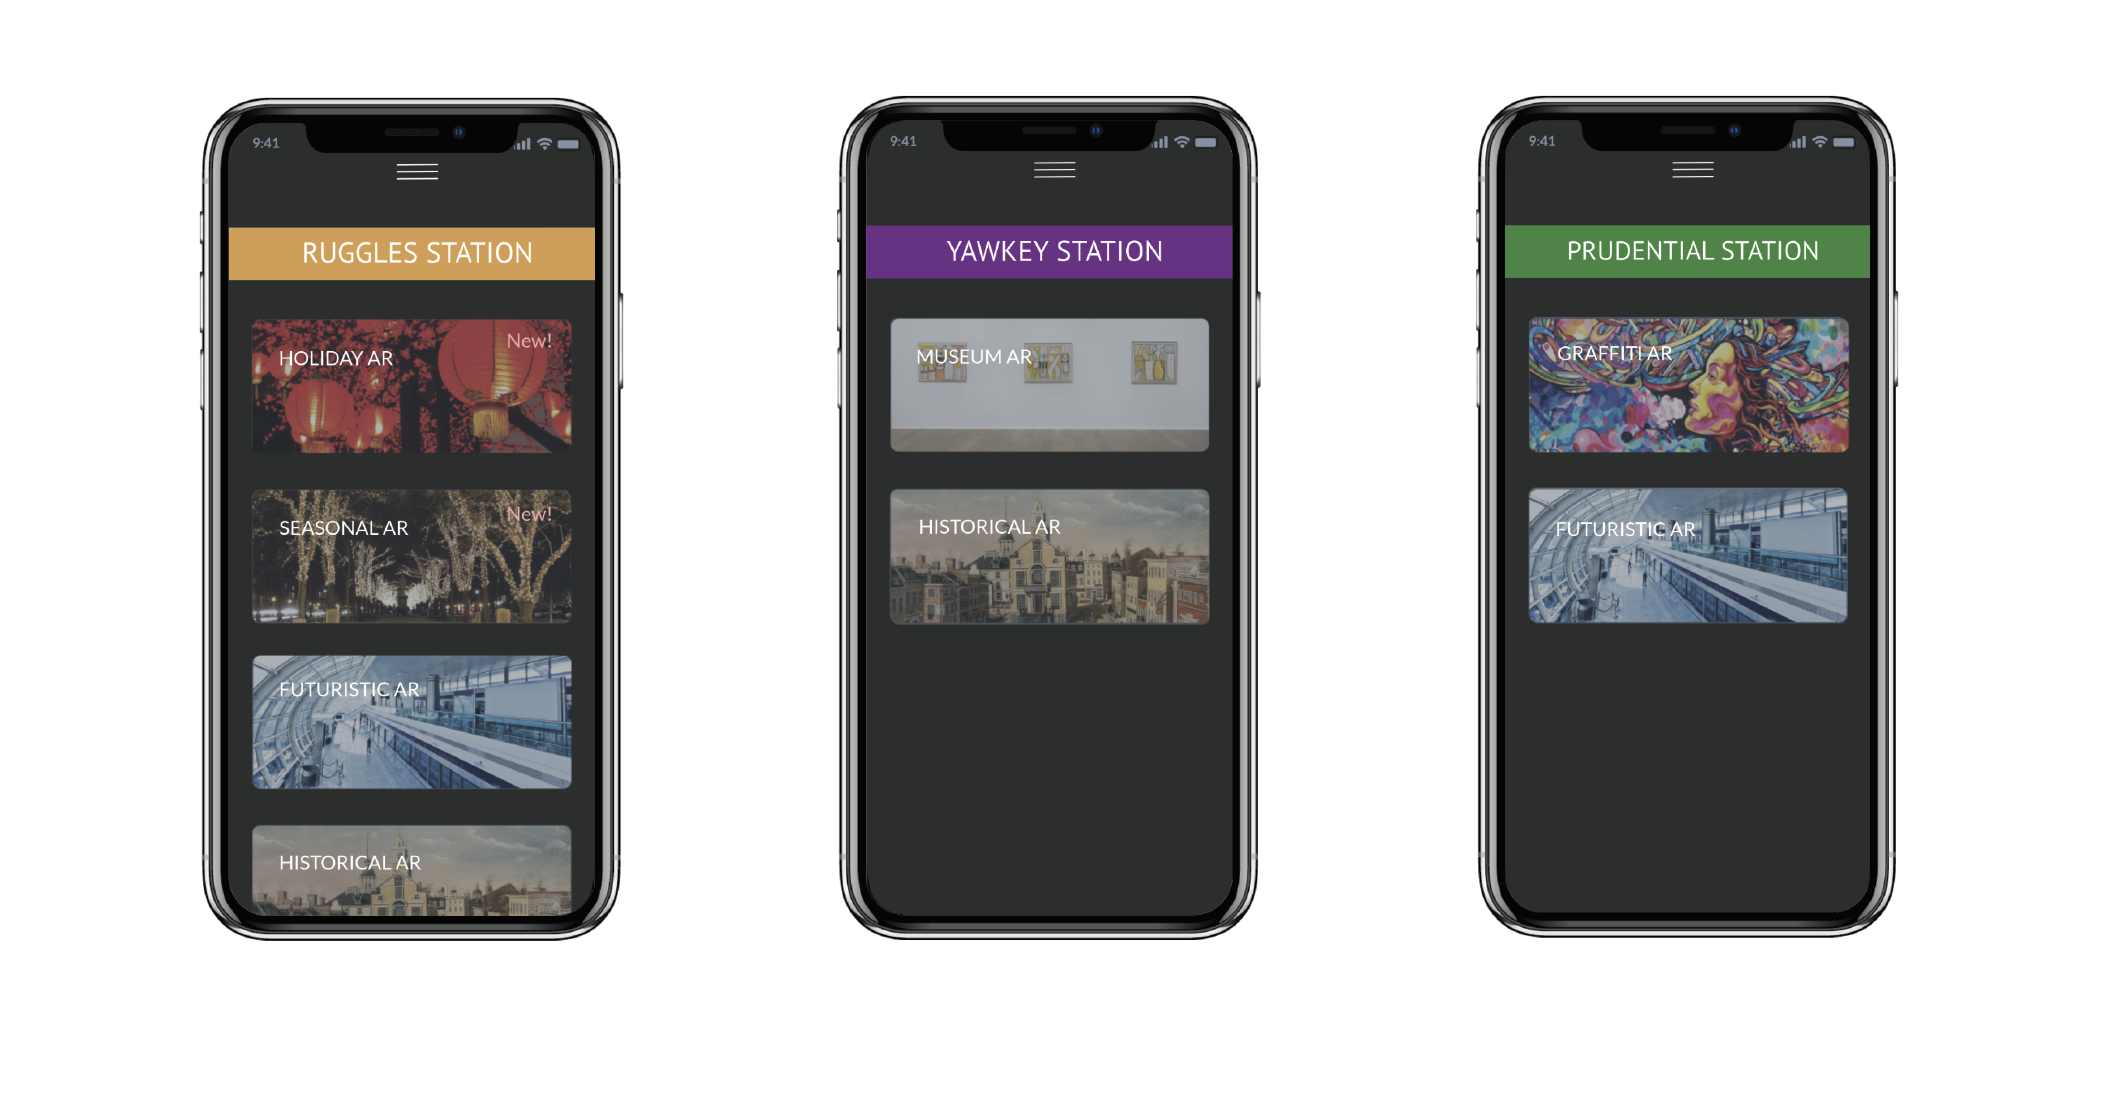 9:41
RUGGLES STATION
HOLIDAY AR
New!
SEASONAL AR
New!
FUTURISTIC AR
HISTORICAL AR
9:41
YAWKEY STATION
MUSEUM AR
HISTORICAL AR
9:41
PRUDENTIAL STATION
GRAFFITI AR
FUTURISTIC AR